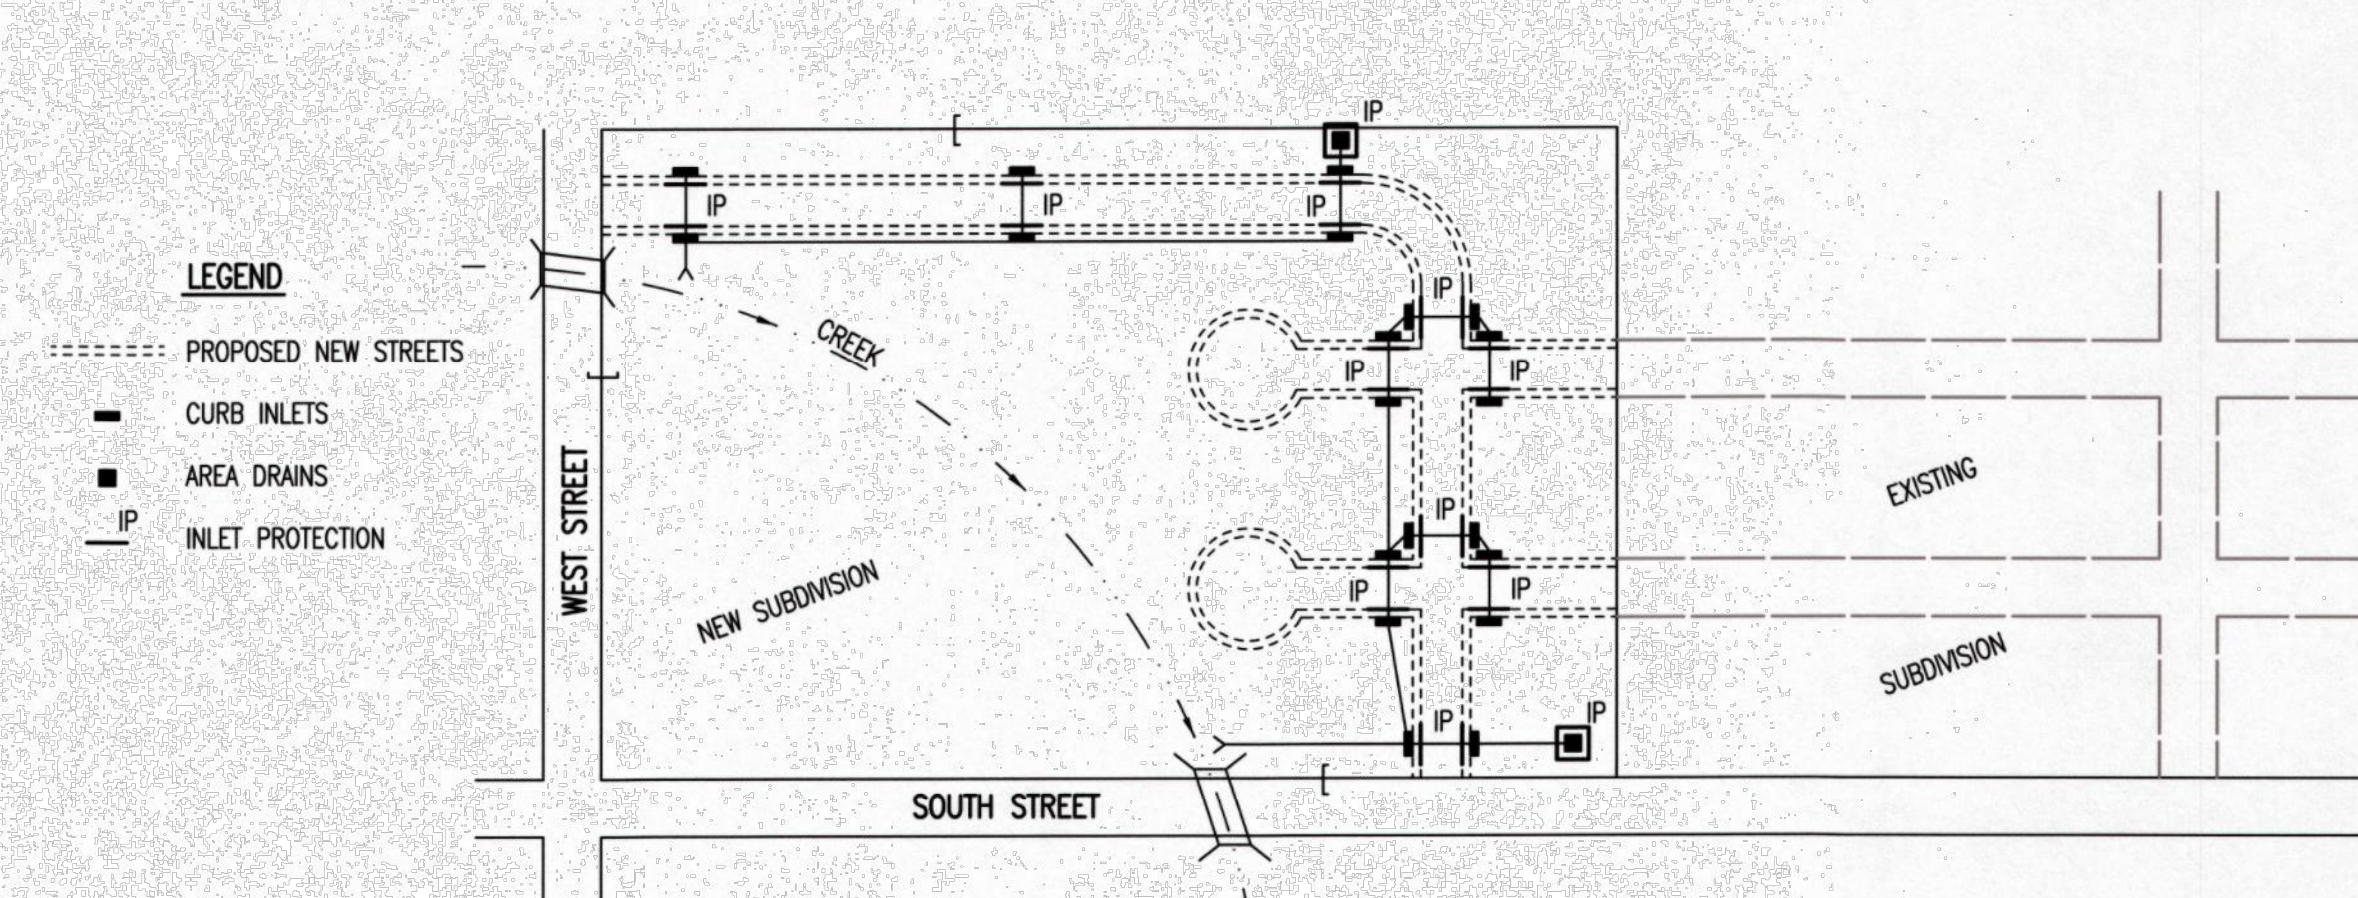 IP
IP
IP
IP
LEGEND
PROPOSED NEW STREETS
CURB INLETS
AREA DRAINS
IP
INLET PROTECTION
WEST STREET
CREEK
NEW SUBDIVISION
IP
IP
IP
IP
IP
IP
IP
IP
EXISTING
SUBDIVISION
SOUTH STREET